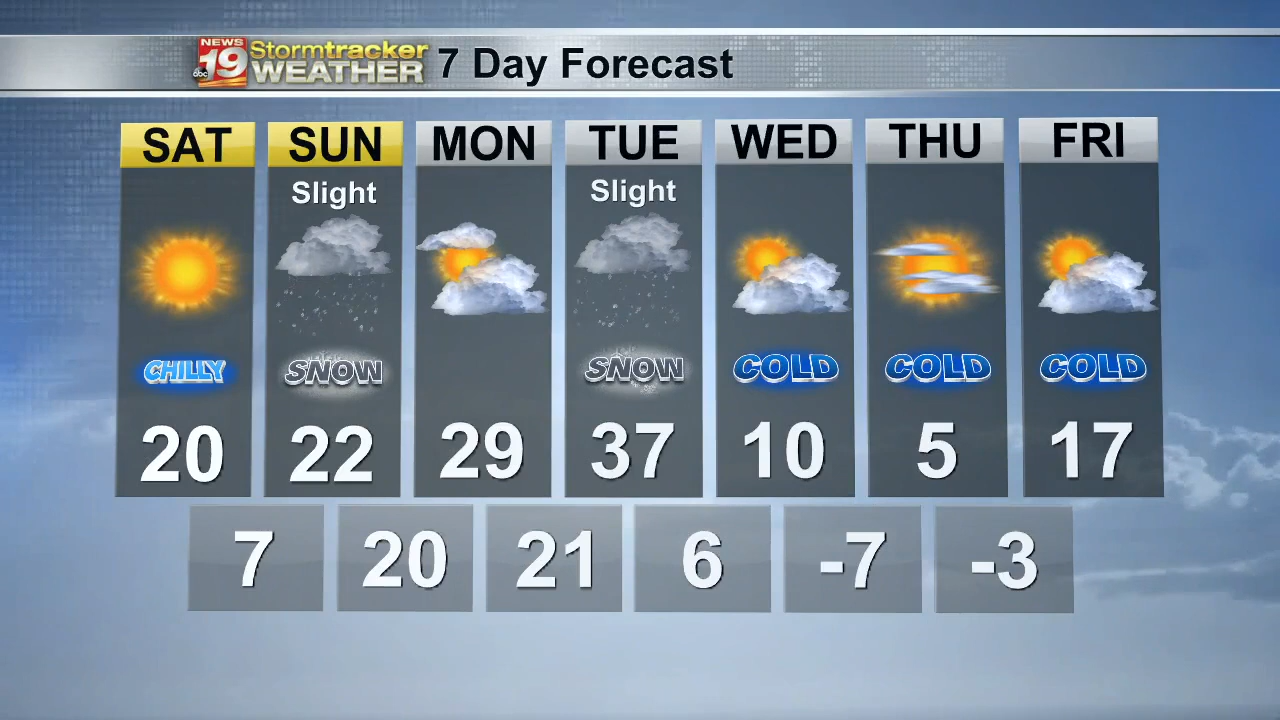 NEWS
abc 19
Stormtracker
WEATHER
7 Day Forecast
SAT SUN MON TUE WED THU FRI
Slight Slight
CHILLY SNOW SNOW COLD COLD COLD
20 22 29 37 10 5 17
7 20 21 6 -7 -3